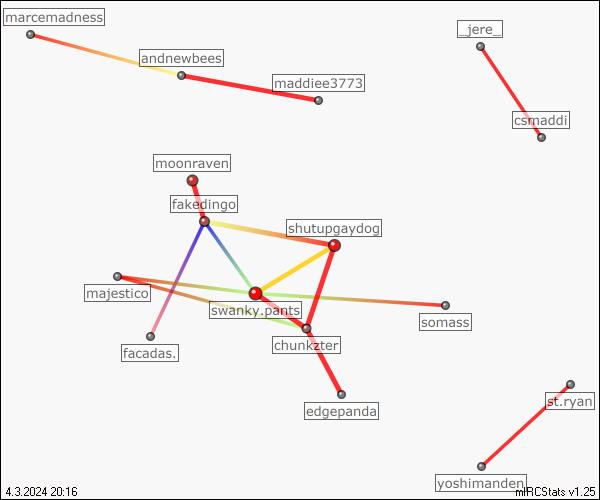 marcemadness
_jere_
andnewbees
maddiee3773
csmaddi
moonraven
fakedingo
shutupgaydog
majestico
swanky.pants
somass
chunkzter
facadas.
edgepanda
st.ryan
yoshimanden
4.3.2024 20:16
mIRCStats v1.25